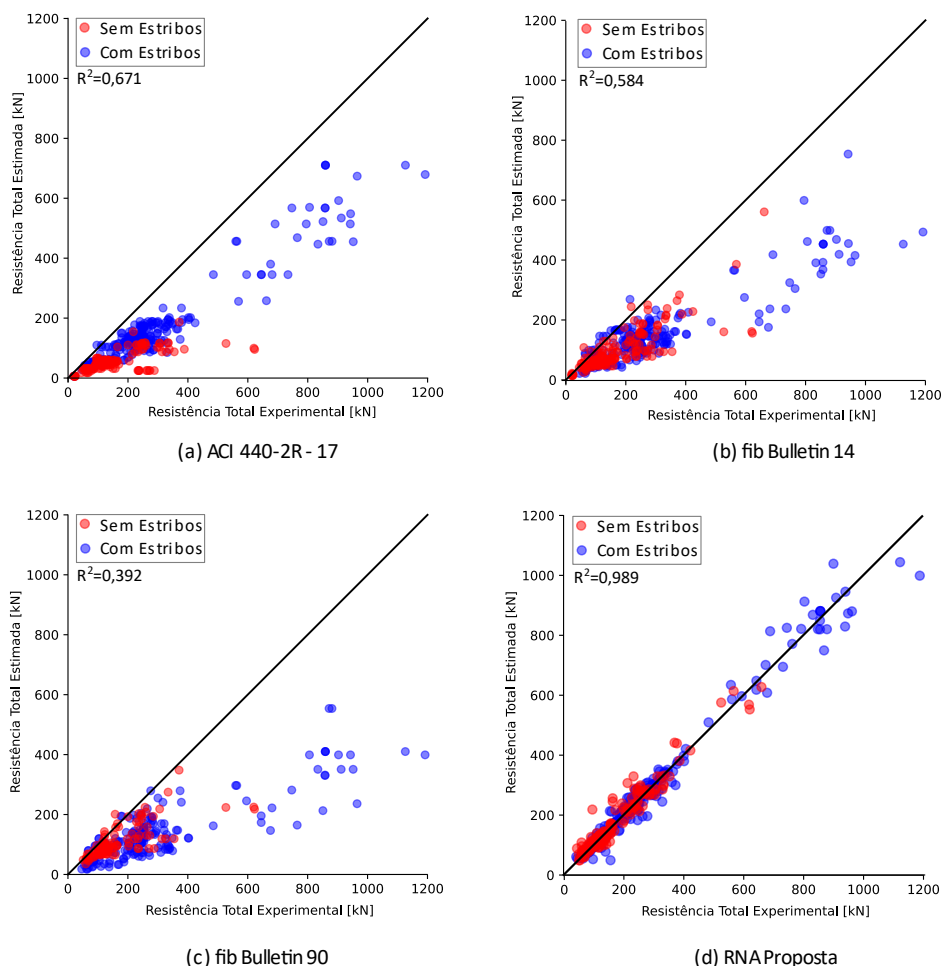 1200
1000
800
600
400
200
0
Resistência Total Estimada [kN]
Sem Estribos
Com Estribos
R²=0,671
0 200 400 600 800 1000 1200
Resistência Total Experimental [kN]
(a) ACI 440-2R - 17
1200
1000
800
600
400
200
0
Resistência Total Estimada [kN]
Sem Estribos
Com Estribos
R²=0,584
0 200 400 600 800 1000 1200
Resistência Total Experimental [kN]
(b) fib Bulletin 14
1200
1000
800
600
400
200
0
Resistência Total Estimada [kN]
Sem Estribos
Com Estribos
R²=0,392
0 200 400 600 800 1000 1200
Resistência Total Experimental [kN]
(c) fib Bulletin 90
1200
1000
800
600
400
200
0
Resistência Total Estimada [kN]
Sem Estribos
Com Estribos
R²=0,989
0 200 400 600 800 1000 1200
Resistência Total Experimental [kN]
(d) RNA Proposta